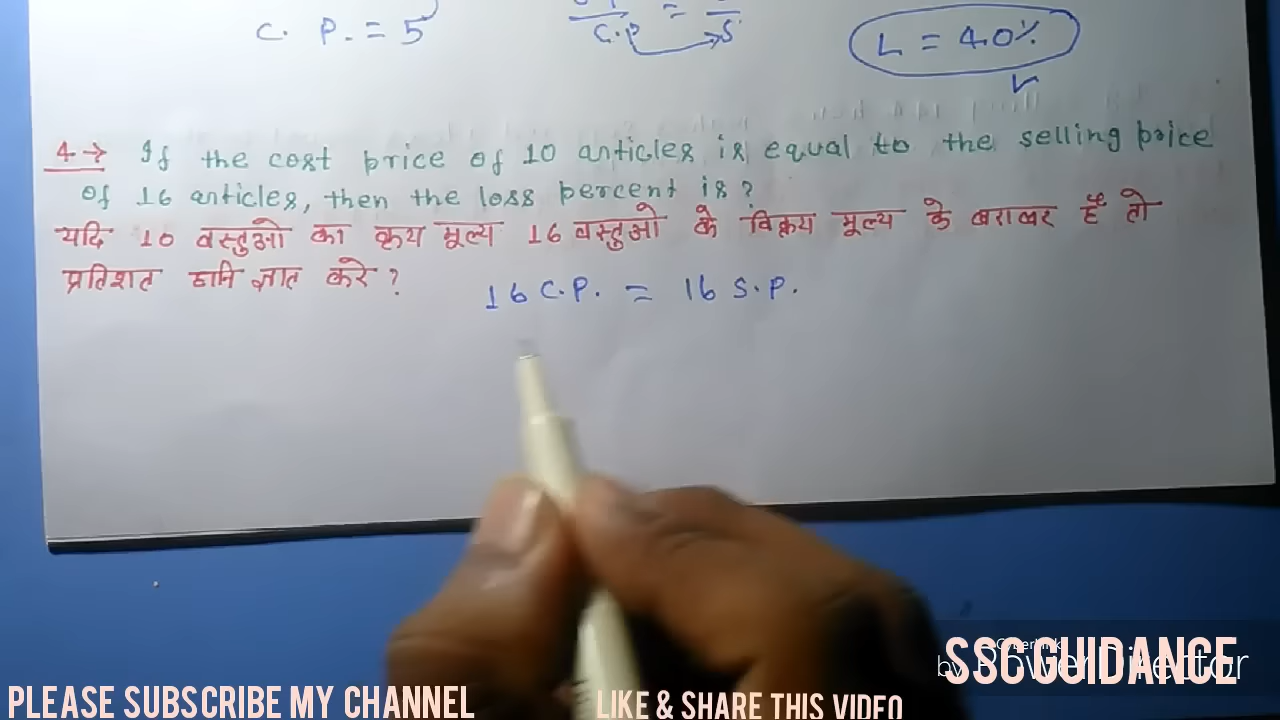 C. P. = 5
C.P = S
L = 40%
4→ If the cost price of 10 articles is equal to the selling price
of 16 articles, then the loss percent is?
यदि 10 वस्तुओ का क्रय मूल्य 16 वस्तुओ के विक्रय मूल्य के बराबर हैं तो
प्रतिशत हानि ज्ञात करे?
16 C.P. = 16 S.P.
SSC GUIDANCE
by PowerDirector
PLEASE SUBSCRIBE MY CHANNEL
LIKE & SHARE THIS VIDEO